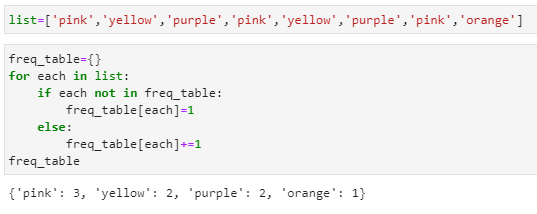 list=['pink','yellow','purple','pink','yellow','purple','pink','orange']
freq_table={}
for each in list:
    if each not in freq_table:
        freq_table[each]=1
    else:
        freq_table[each]+=1
freq_table
{'pink': 3, 'yellow': 2, 'purple': 2, 'orange': 1}